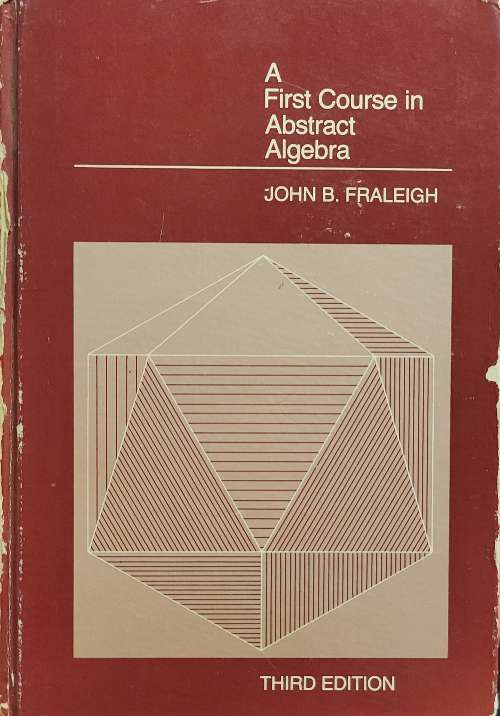 A
First Course in
Abstract
Algebra
JOHN B. FRALEIGH
THIRD EDITION